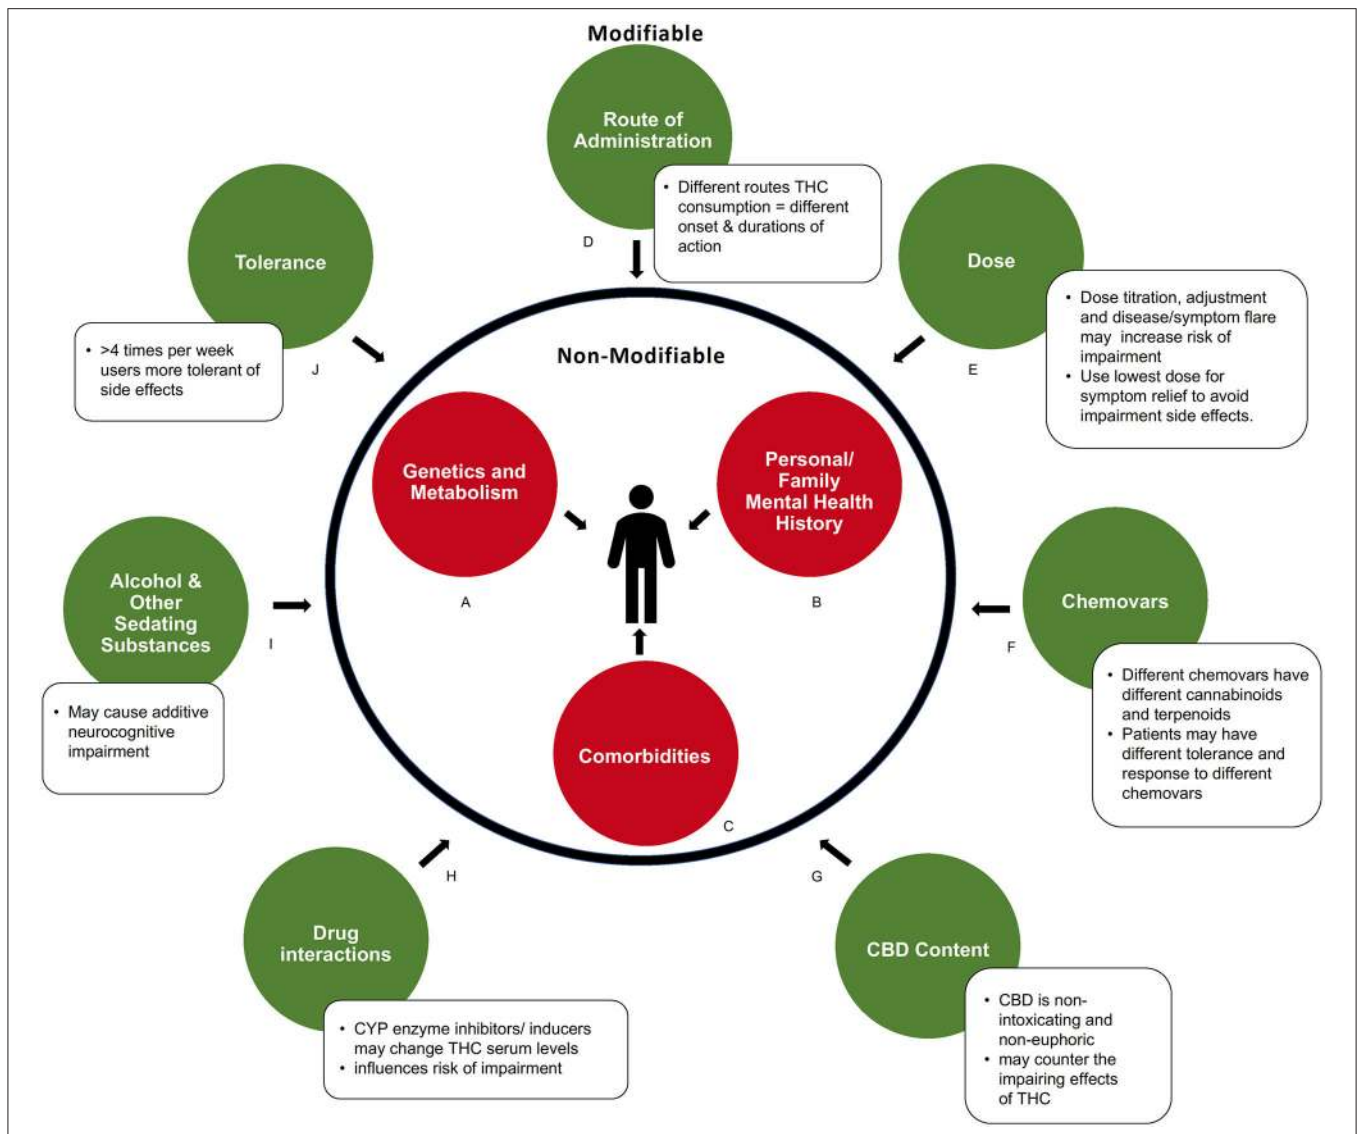 Modifiable
Route of
Administration
• Different routes THC
consumption = different
onset & durations of
action
D
Tolerance
• >4 times per week
users more tolerant of
side effects
J
Dose
• Dose titration, adjustment
and disease/symptom flare
may increase risk of
impairment
• Use lowest dose for
symptom relief to avoid
impairment side effects.
E
Non-Modifiable
Genetics and
Metabolism
A
Personal/
Family
Mental Health
History
B
Alcohol &
Other
Sedating
Substances
• May cause additive
neurocognitive
impairment
I
Chemovars
• Different chemovars have
different cannabinoids
and terpenoids
• Patients may have
different tolerance and
response to different
chemovars
F
Comorbidities
C
Drug
interactions
• CYP enzyme inhibitors/ inducers
may change THC serum levels
• influences risk of impairment
H
CBD Content
• CBD is non-
intoxicating and
non-euphoric
• may counter the
impairing effects
of THC
G